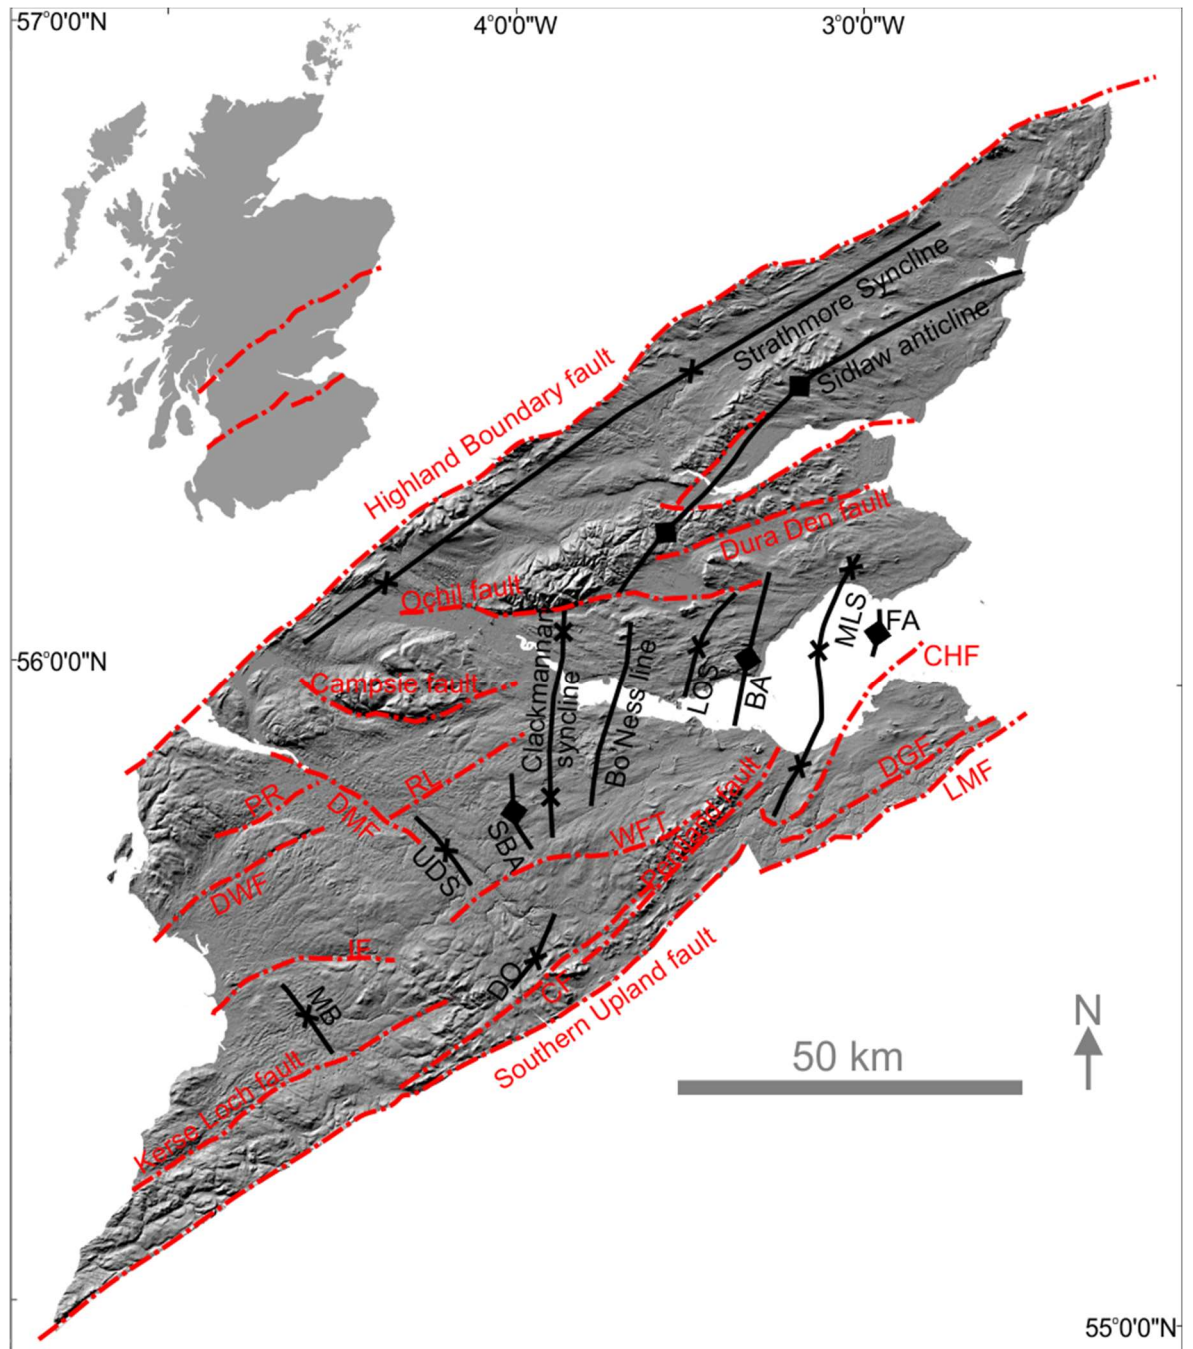 57°0'0"N
4°0'0"W
3°0'0"W
Strathmore Syncline
Sidlaw anticline
Highland Boundary fault
Dura Den fault
Ochil fault
MLS
FA
56°0'0"N
CHF
Campsie fault
Clackmannan
syncline
Bo'Ness line
LOS
BA
DGF
LMF
RL
PR
DMF
WFT
Pentland fault
SBA
UDS
DWF
IF
DO
CF
MB
Southern Upland fault
N
50 km
Kerse Loch fault
55°0'0"N